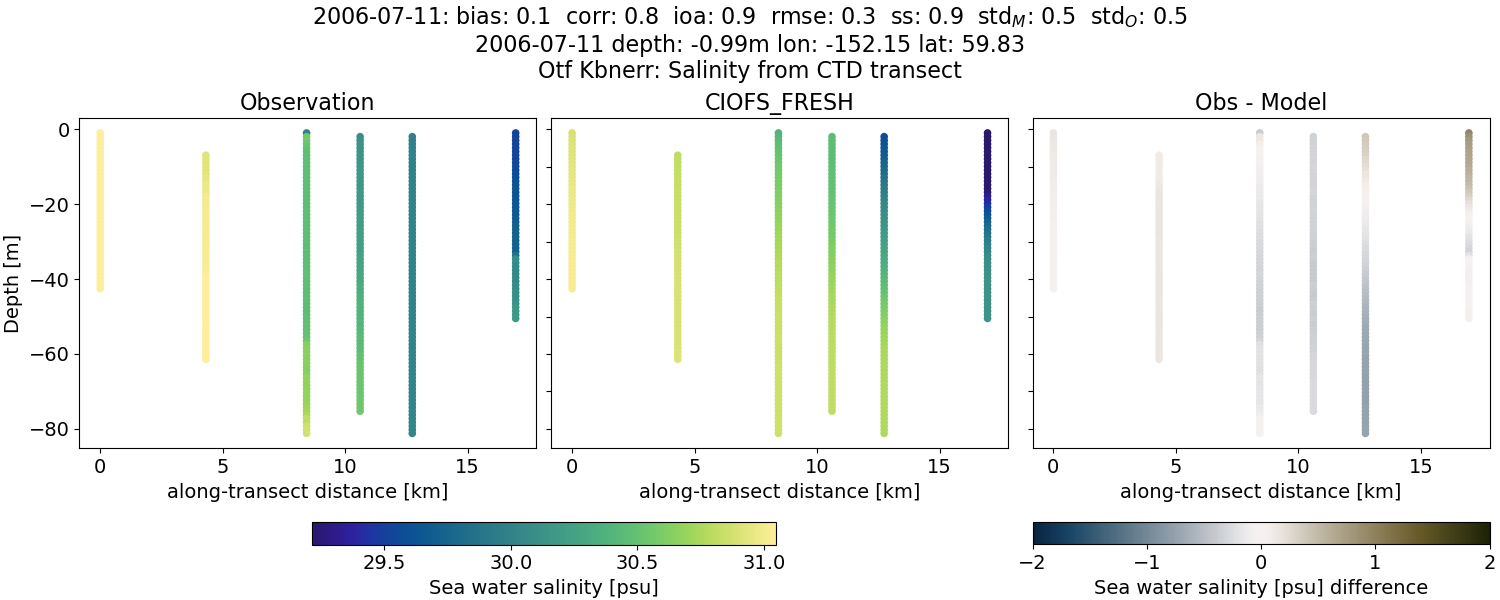 2006-07-11: bias: 0.1 corr: 0.8 ioa: 0.9 rmse: 0.3 ss: 0.9 std_M: 0.5 std_O: 0.5
2006-07-11 depth: -0.99m lon: -152.15 lat: 59.83
Otf Kbnerr: Salinity from CTD transect
Observation
CIOFS_FRESH
Obs - Model
Depth [m]
0
−20
−40
−60
−80
0 5 10 15
0 5 10 15
0 5 10 15
along-transect distance [km]
along-transect distance [km]
along-transect distance [km]
29.5 30.0 30.5 31.0
Sea water salinity [psu]
−2 −1 0 1 2
Sea water salinity [psu] difference